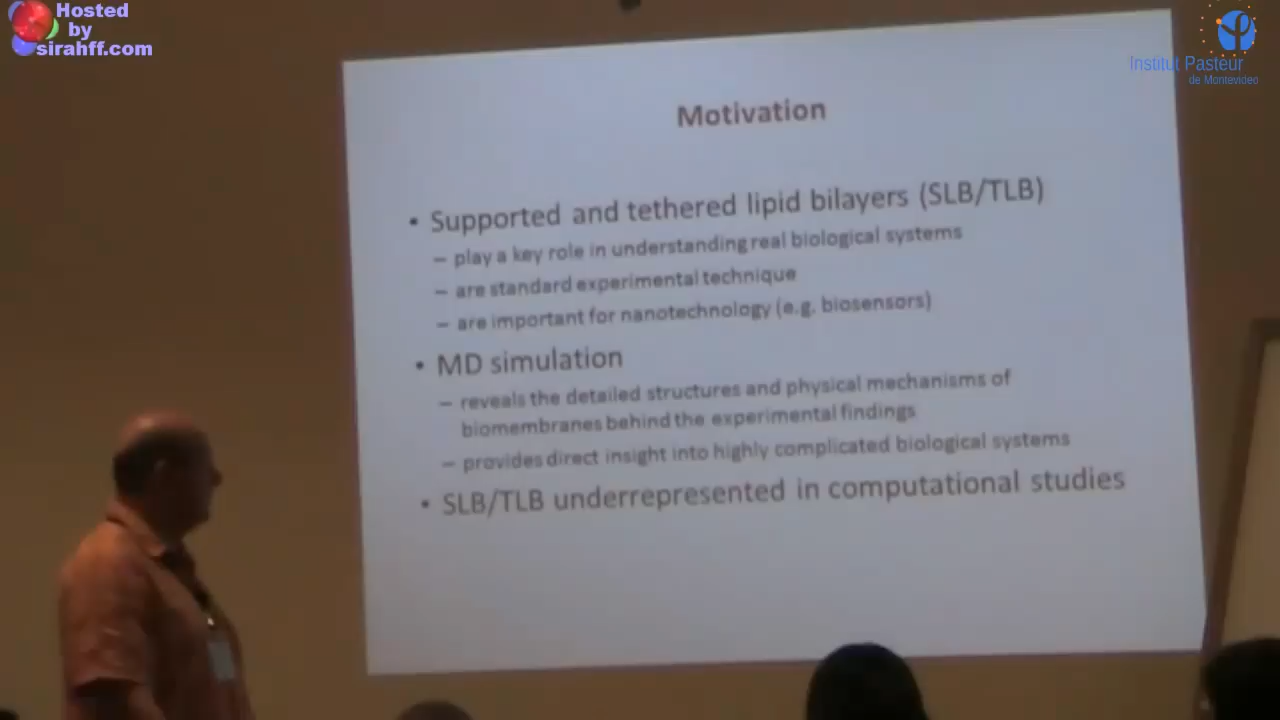 Hosted
by
sirahff.com
Institut Pasteur
de Montevideo
Motivation
• Supported and tethered lipid bilayers (SLB/TLB)
– play a key role in understanding real biological systems
– are standard experimental technique
– are important for nanotechnology (e.g. biosensors)
• MD simulation
– reveals the detailed structures and physical mechanisms of
biomembranes behind the experimental findings
– provides direct insight into highly complicated biological systems
• SLB/TLB underrepresented in computational studies